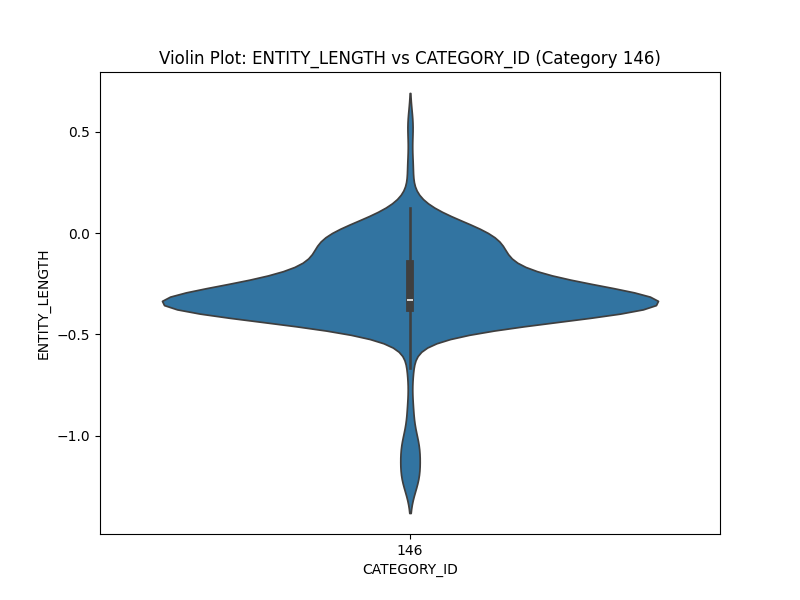 Violin Plot: ENTITY_LENGTH vs CATEGORY_ID (Category 146)
0.5
0.0
−0.5
−1.0
ENTITY_LENGTH
146
CATEGORY_ID